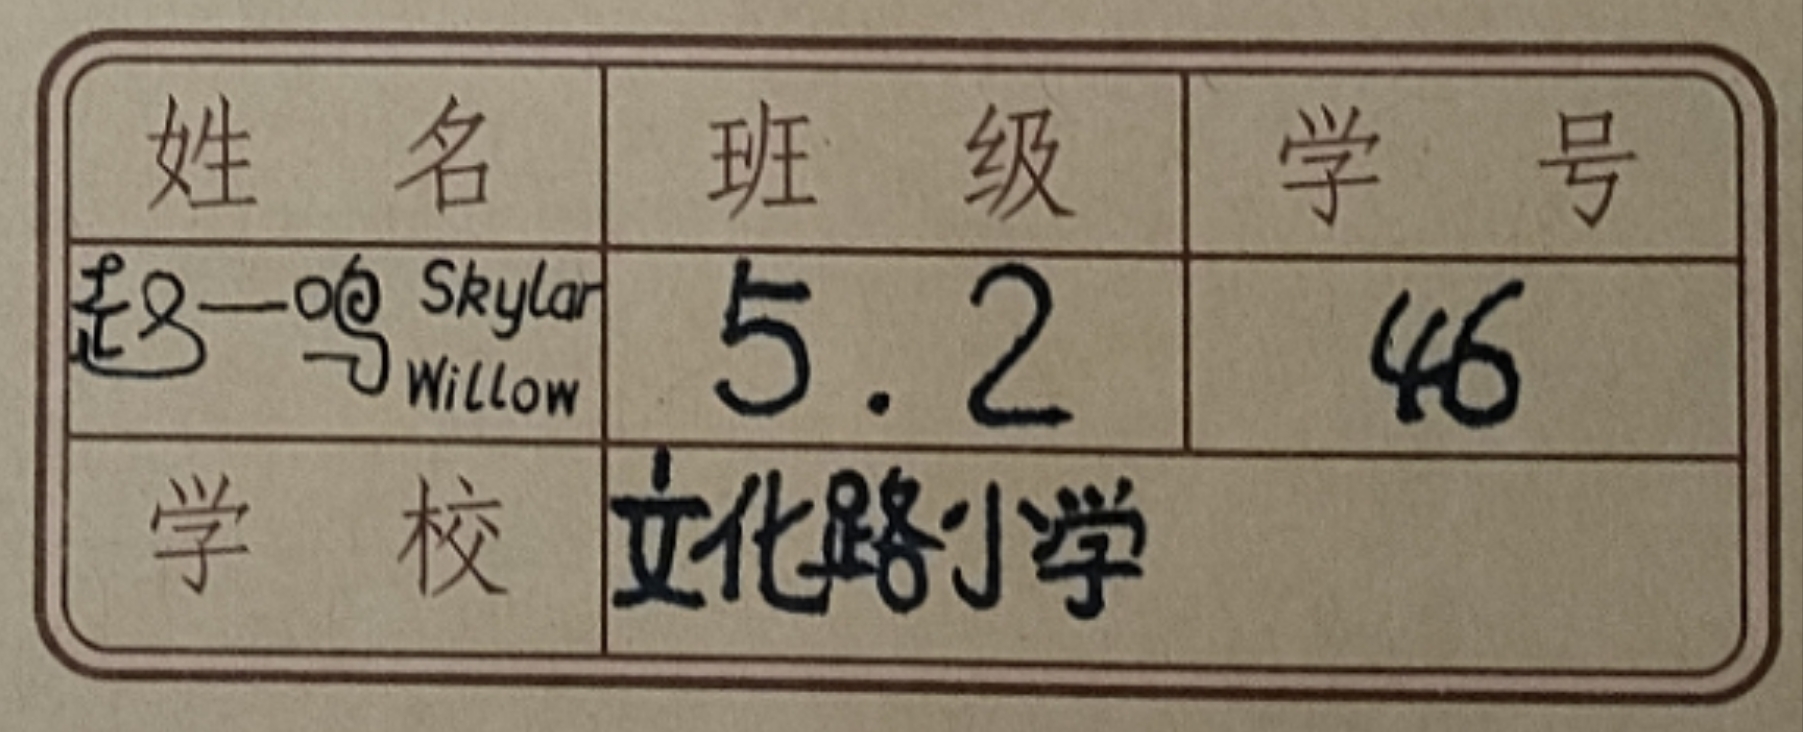 姓 名 班 级 学 号
赵一鸣 Skylar Willow 5.2 46
学 校 文化路小学